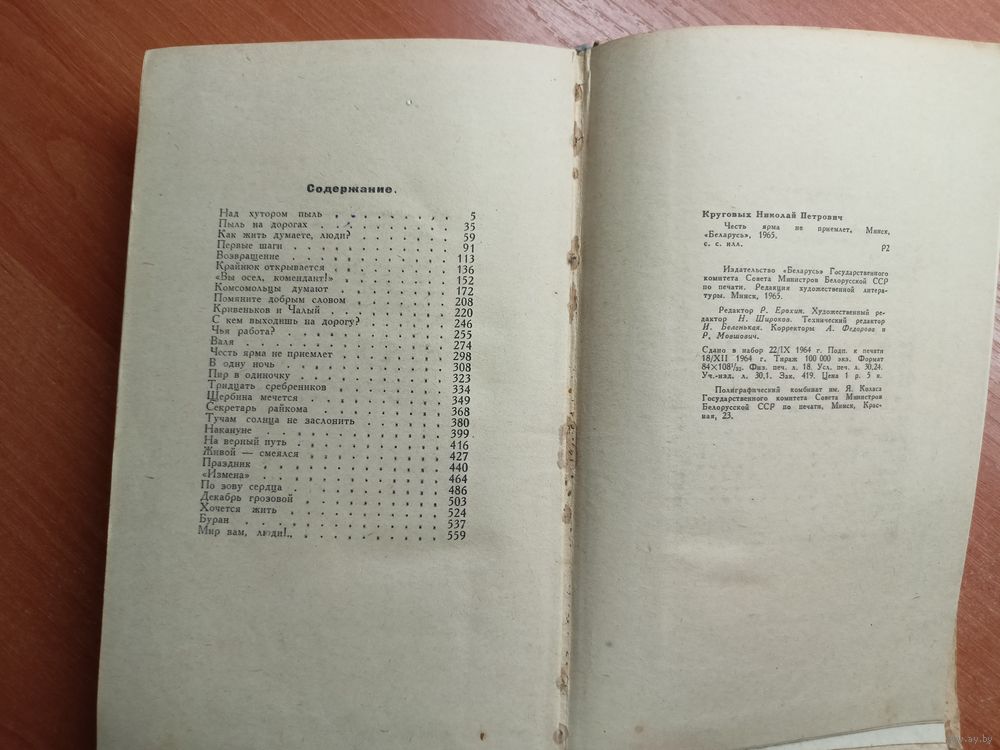 Содержание.
Над хутором пыль 5
Пыль на дорогах 35
Как жить думаете, люди? 59
Первые шаги 91
Возвращение 113
Крайнюк открывается 136
«Вы осел, комендант!» 152
Комсомольцы думают 172
Помяните добрым словом 208
Кривеньков и Чалый 220
С кем выходишь на дорогу? 246
Чья работа? 255
Валя 274
Честь ярма не приемлет 298
В одну ночь 308
Пир в одиночку 323
Тридцать сребреников 334
Щербина мечется 349
Секретарь райкома 368
Тучам солнца не заслонить 380
Накануне 399
На верный путь 416
Живой — смеялся 427
Праздник 440
«Измена» 464
По зову сердца 486
Декабрь грозовой 503
Хочется жить 524
Буран 537
Мир вам, люди!.. 559
Круговых Николай Петрович
Честь ярма не приемлет, Минск,
«Беларусь», 1965.
с. с илл.
Р2
Издательство «Беларусь» Государственного
комитета Совета Министров Белорусской ССР
по печати. Редакция художественной литера-
туры. Минск, 1965.
Редактор Р. Ерохин. Художественный ре-
дактор Н. Широков. Технический редактор
И. Беленькая. Корректоры А. Федорова и
Р. Мовшович.
Сдано в набор 22/IX 1964 г. Подп. к печати
18/XII 1964 г. Тираж 100 000 экз. Формат
84×108¹/₃₂. Физ. печ. л. 18. Усл. печ. л. 30,24.
Уч.-изд. л. 30,1. Зак. 419. Цена 1 р. 5 к.
Полиграфический комбинат им. Я. Коласа
Государственного комитета Совета Министров
Белорусской ССР по печати, Минск, Крас-
ная, 23.
www.ay.by